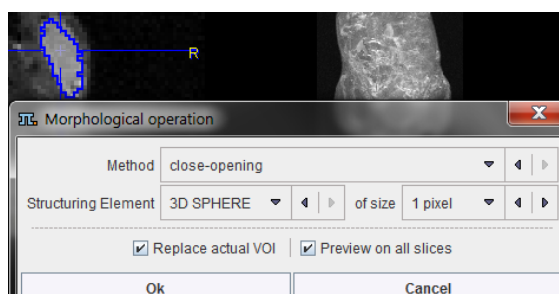 R
Morphological operation
Method close-opening
Structuring Element 3D SPHERE of size 1 pixel
Replace actual VOI Preview on all slices
Ok Cancel